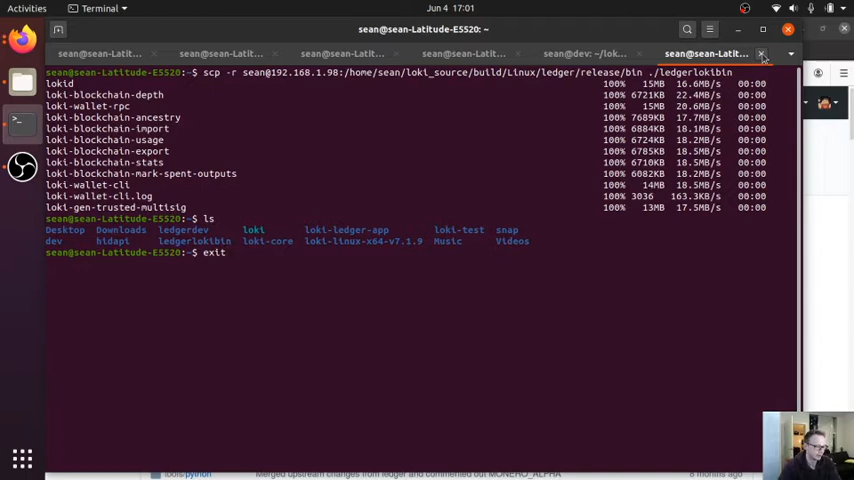 Activities
Terminal
Jun 4 17:01
sean@sean-Latitude-E5520: ~
sean@sean-Latit...
sean@sean-Latit...
sean@sean-Latit...
sean@sean-Latit...
sean@dev: ~/lok...
sean@sean-Latit...
sean@sean-Latitude-E5520:~$ scp -r sean@192.168.1.98:/home/sean/loki_source/build/Linux/ledger/release/bin ./ledgerlokibin
lokid 100% 15MB 16.6MB/s 00:00
loki-blockchain-depth 100% 6721KB 22.4MB/s 00:00
loki-wallet-rpc 100% 15MB 20.6MB/s 00:00
loki-blockchain-ancestry 100% 7689KB 17.7MB/s 00:00
loki-blockchain-import 100% 6884KB 18.1MB/s 00:00
loki-blockchain-usage 100% 6724KB 18.2MB/s 00:00
loki-blockchain-export 100% 6785KB 18.5MB/s 00:00
loki-blockchain-stats 100% 6710KB 18.5MB/s 00:00
loki-blockchain-mark-spent-outputs 100% 6082KB 18.2MB/s 00:00
loki-wallet-cli 100% 14MB 18.5MB/s 00:00
loki-wallet-cli.log 100% 3036 163.3KB/s 00:00
loki-gen-trusted-multisig 100% 13MB 17.5MB/s 00:00
sean@sean-Latitude-E5520:~$ ls
Desktop Downloads ledgerdev loki loki-ledger-app loki-test snap
dev hidapi ledgerlokibin loki-core loki-linux-x64-v7.1.9 Music Videos
sean@sean-Latitude-E5520:~$ exit
tools/python Merged upstream changes from ledger and commented out MONERO_ALPHA 6 months ago